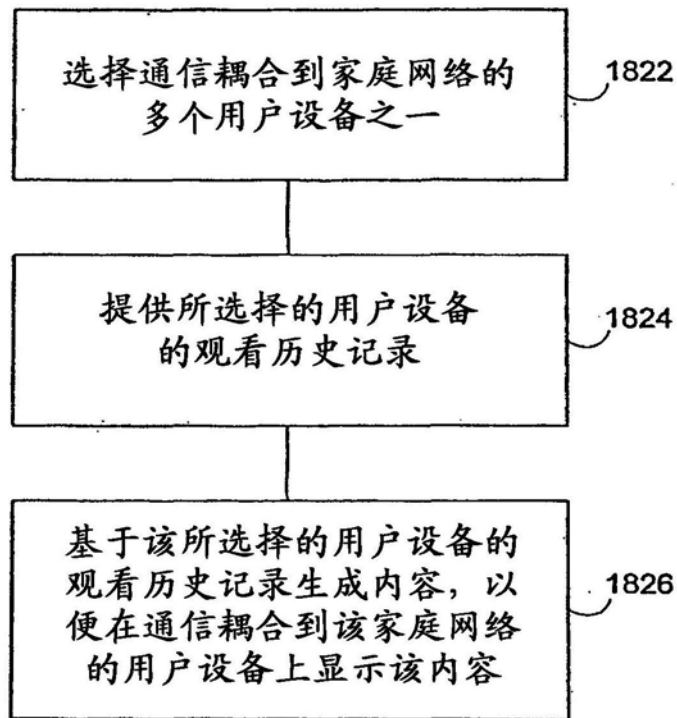 选择通信耦合到家庭网络的
多个用户设备之一
1822
提供所选择的用户设备
的观看历史记录
1824
基于该所选择的用户设备的
观看历史记录生成内容，以
便在通信耦合到该家庭网络
的用户设备上显示该内容
1826